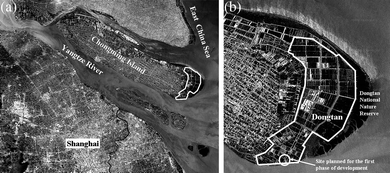 (a)
East China Sea
Chongming Island
Yangtze River
Shanghai
(b)
Dongtan
Dongtan
National
Nature
Reserve
Site planned for the first
phase of development